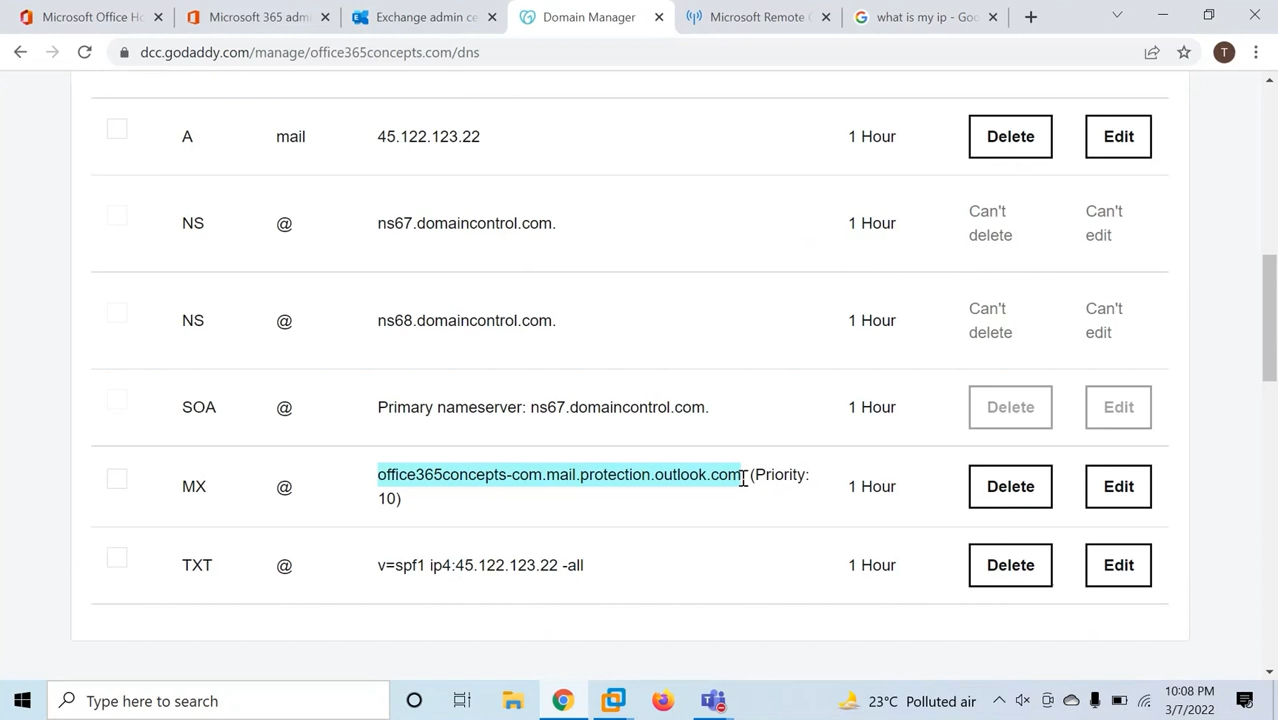 Microsoft Office Ho
Microsoft 365 admi
Exchange admin ce
Domain Manager
Microsoft Remote C
what is my ip - Goo
dcc.godaddy.com/manage/office365concepts.com/dns
T
A mail 45.122.123.22 1 Hour Delete Edit
NS @ ns67.domaincontrol.com. 1 Hour Can't delete Can't edit
NS @ ns68.domaincontrol.com. 1 Hour Can't delete Can't edit
SOA @ Primary nameserver: ns67.domaincontrol.com. 1 Hour Delete Edit
MX @ office365concepts-com.mail.protection.outlook.com. (Priority:
10) 1 Hour Delete Edit
TXT @ v=spf1 ip4:45.122.123.22 -all 1 Hour Delete Edit
Type here to search
23°C Polluted air
10:08 PM
3/7/2022